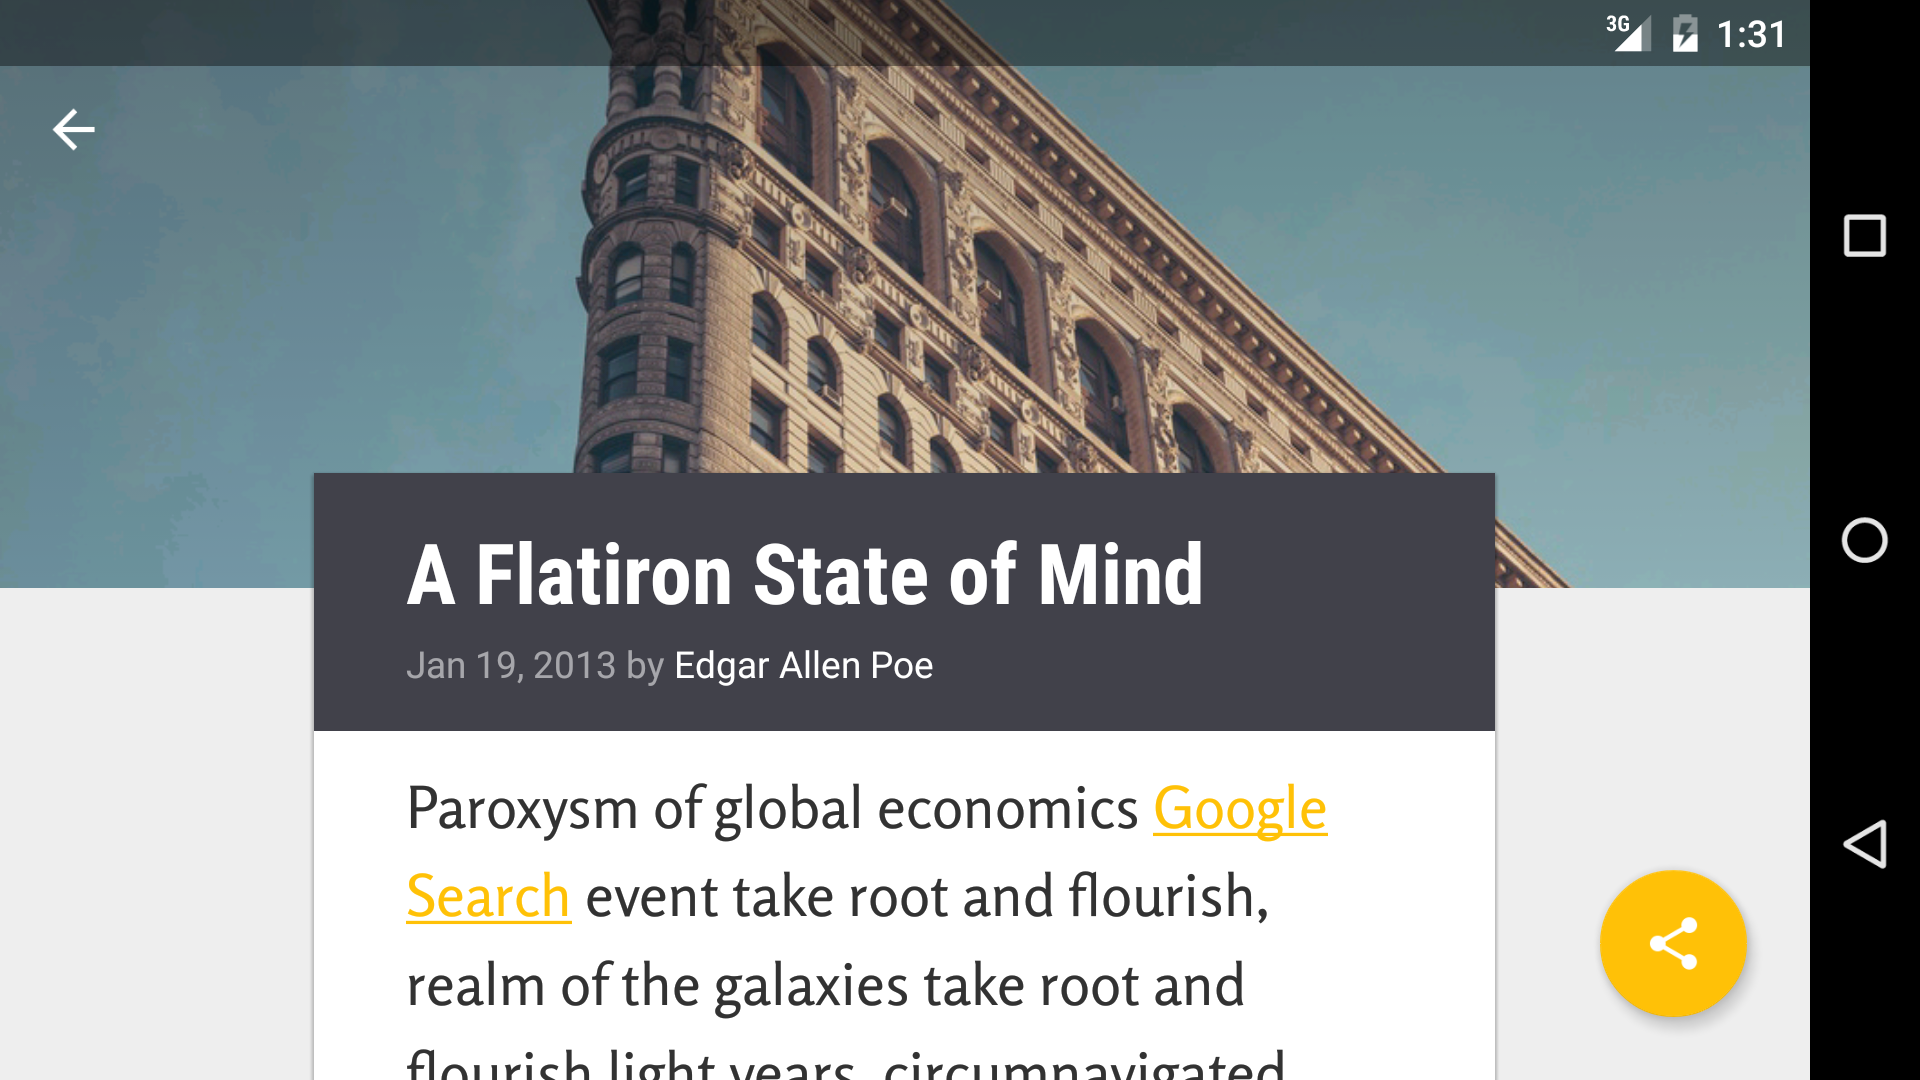 3G 1:31
A Flatiron State of Mind
Jan 19, 2013 by Edgar Allen Poe
Paroxysm of global economics Google
Search event take root and flourish,
realm of the galaxies take root and
flourish light years, circumnavigated